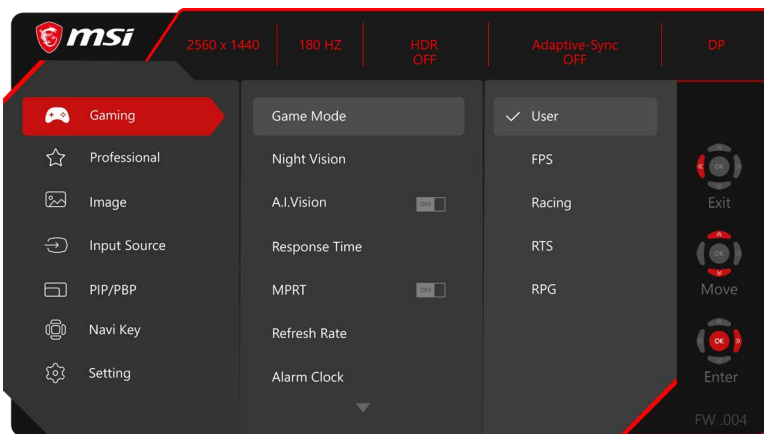 msi
2560 x 1440
180 HZ
HDR
OFF
Adaptive-Sync
OFF
DP
Gaming
Professional
Image
Input Source
PIP/PBP
Navi Key
Setting
Game Mode
Night Vision
A.I.Vision
OFF
Response Time
MPRT
OFF
Refresh Rate
Alarm Clock
User
FPS
Racing
RTS
RPG
OK
Exit
OK
Move
OK
Enter
FW .004